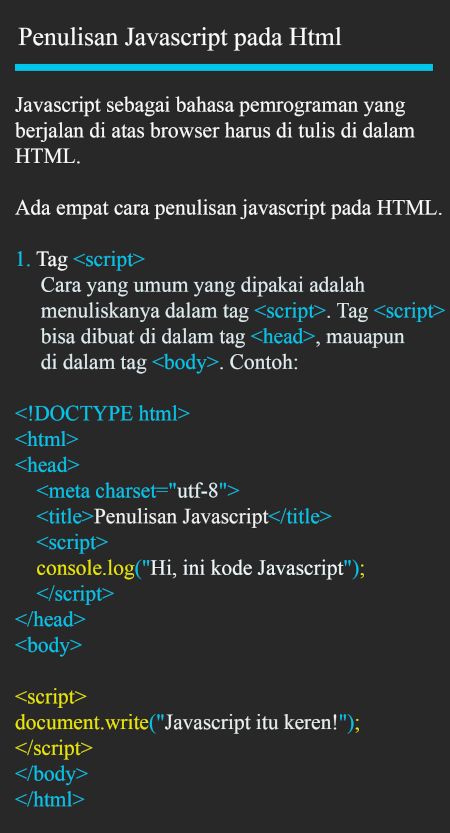 Penulisan Javascript pada Html
Javascript sebagai bahasa pemrograman yang
berjalan di atas browser harus di tulis di dalam
HTML.
Ada empat cara penulisan javascript pada HTML.
1. Tag <script>
Cara yang umum yang dipakai adalah
menuliskanya dalam tag <script>. Tag <script>
bisa dibuat di dalam tag <head>, mauapun
di dalam tag <body>. Contoh:
<!DOCTYPE html>
<html>
<head>
<meta charset="utf-8">
<title>Penulisan Javascript</title>
<script>
console.log("Hi, ini kode Javascript");
</script>
</head>
<body>
<script>
document.write("Javascript itu keren!");
</script>
</body>
</html>